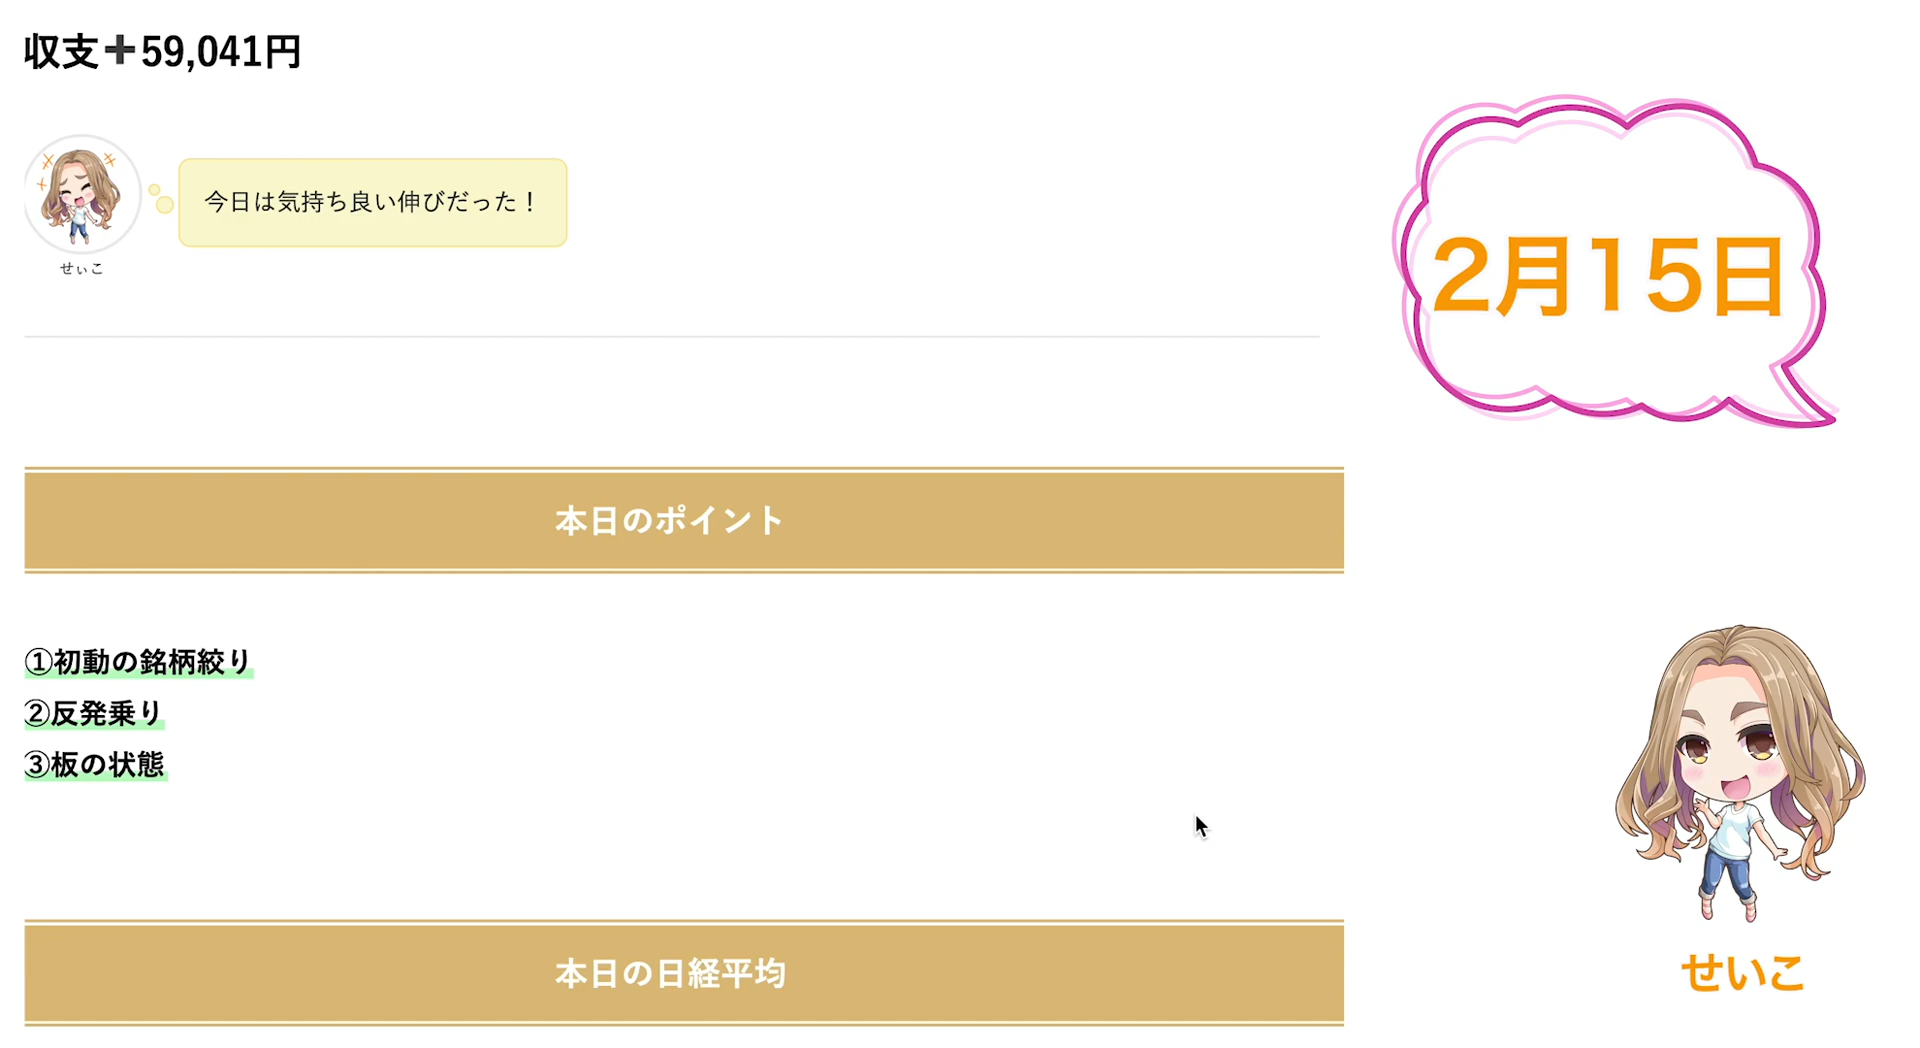 収支➕59,041円
今日は気持ち良い伸びだった！
せぃこ
2月15日
本日のポイント
①初動の銘柄絞り
②反発乗り
③板の状態
本日の日経平均
せいこ